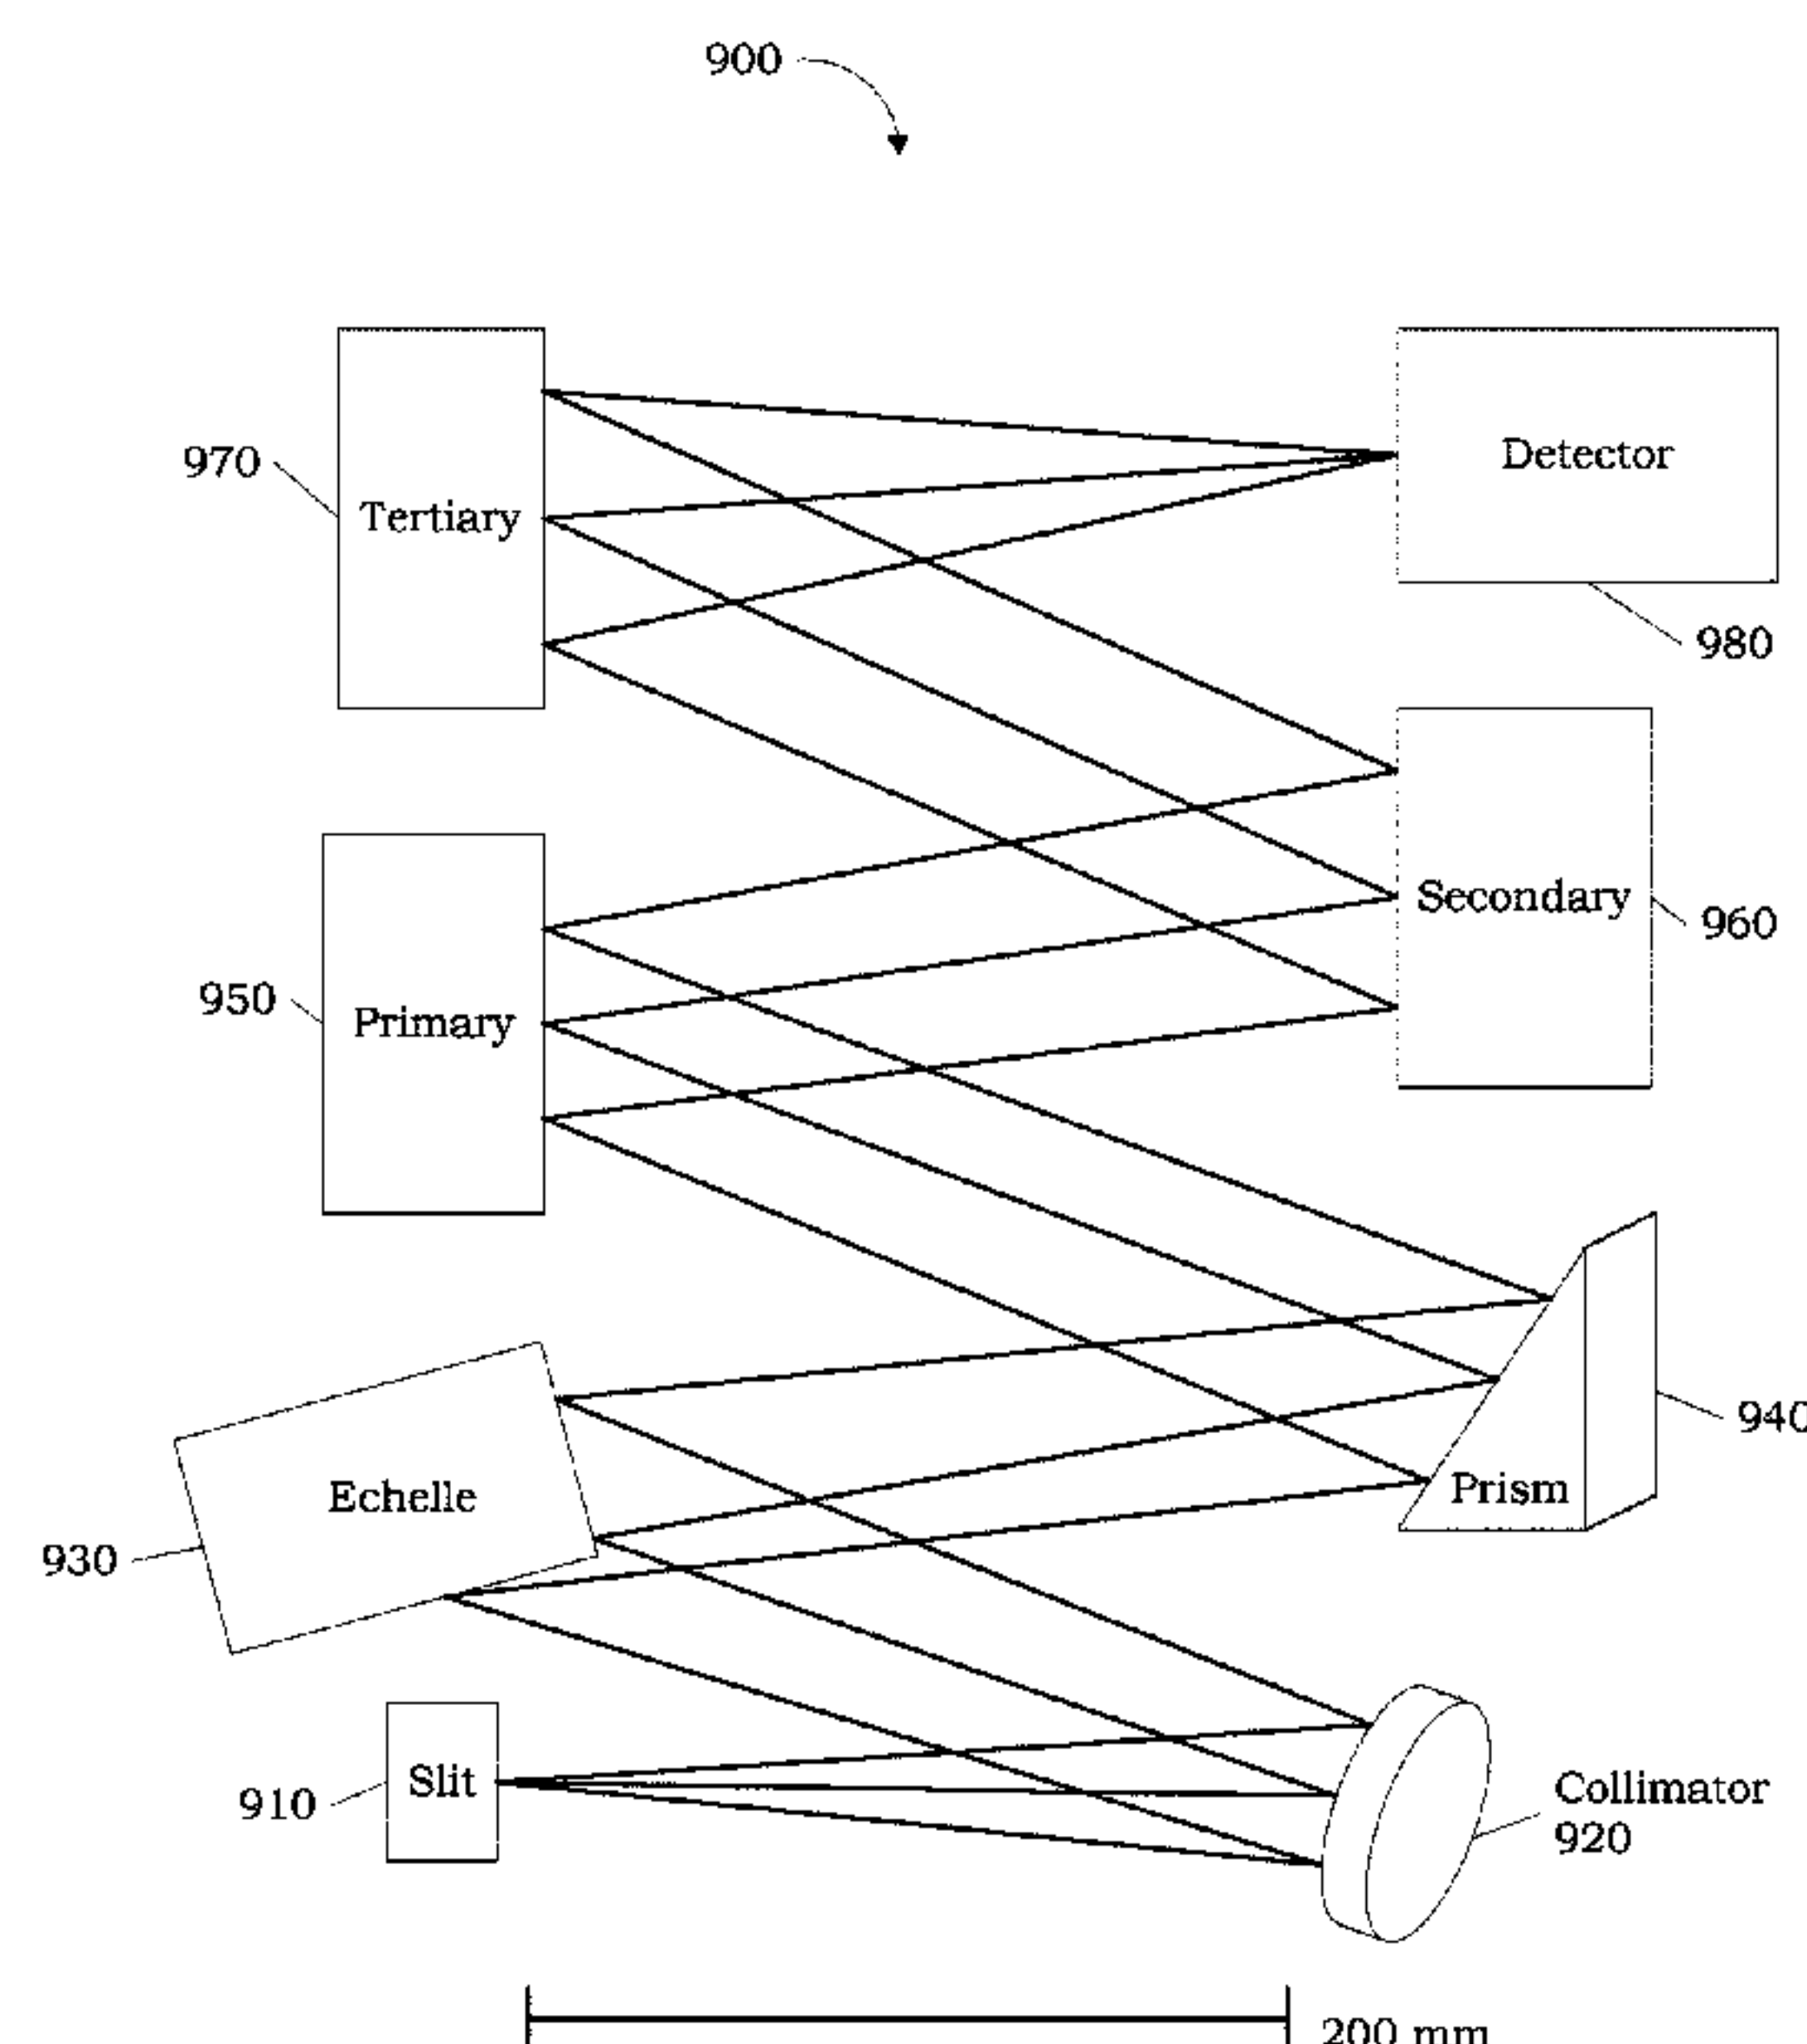 900
Detector
970
Tertiary
980
Secondary
960
950
Primary
940
Prism
Echelle
930
Slit
910
Collimator
920
200 mm